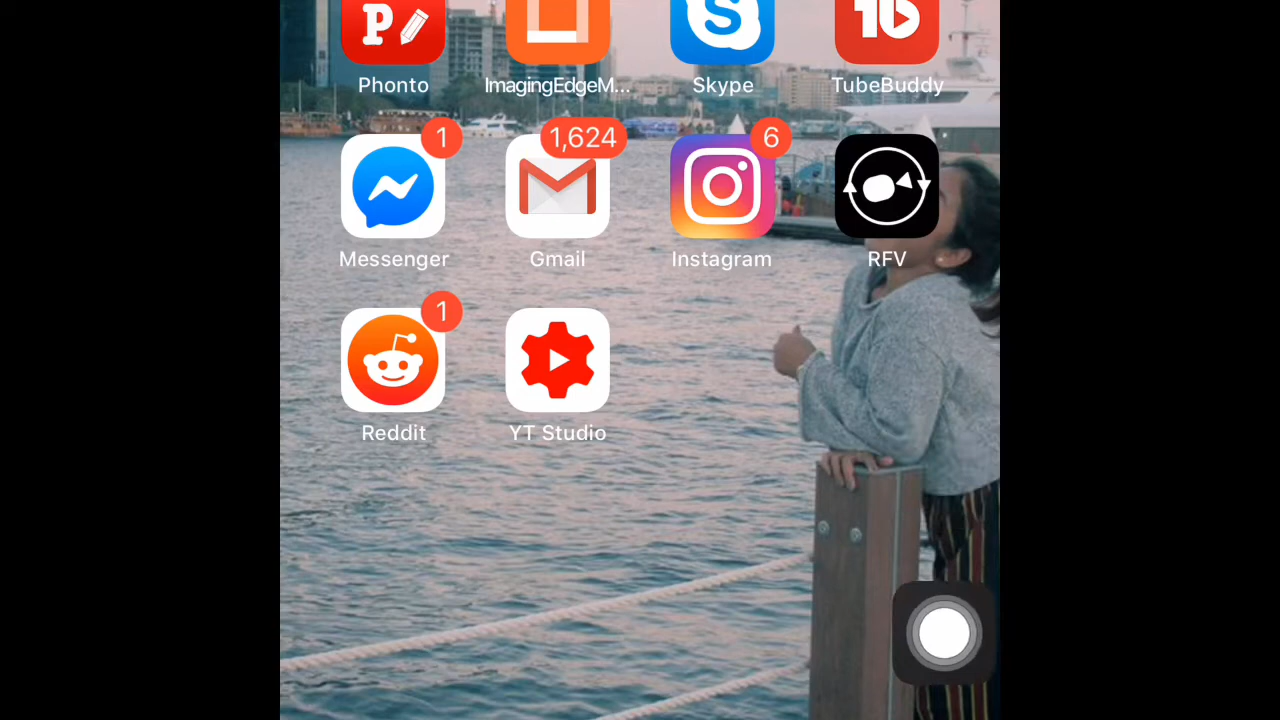 Phonto
ImagingEdgeM...
Skype
TubeBuddy
1
1,624
6
Messenger
Gmail
Instagram
RFV
1
Reddit
YT Studio